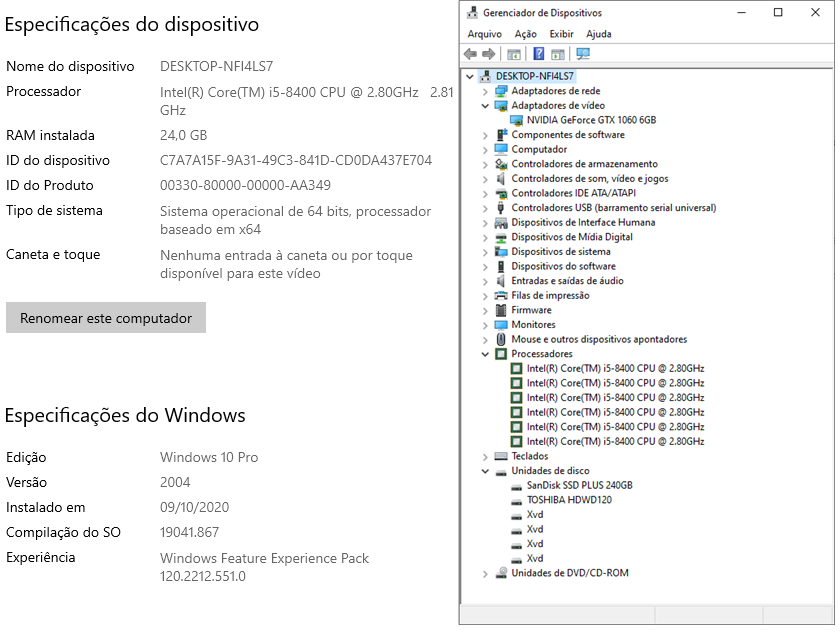 Especificações do dispositivo
Nome do dispositivo DESKTOP-NFI4LS7
Processador Intel(R) Core(TM) i5-8400 CPU @ 2.80GHz 2.81
GHz
RAM instalada 24,0 GB
ID do dispositivo C7A7A15F-9A31-49C3-841D-CD0DA437E704
ID do Produto 00330-80000-00000-AA349
Tipo de sistema Sistema operacional de 64 bits, processador
baseado em x64
Caneta e toque Nenhuma entrada à caneta ou por toque
disponível para este vídeo
Renomear este computador
Especificações do Windows
Edição Windows 10 Pro
Versão 2004
Instalado em 09/10/2020
Compilação do SO 19041.867
Experiência Windows Feature Experience Pack
120.2212.551.0
Gerenciador de Dispositivos
Arquivo Ação Exibir Ajuda
DESKTOP-NFI4LS7
Adaptadores de rede
Adaptadores de vídeo
NVIDIA GeForce GTX 1060 6GB
Componentes de software
Computador
Controladores de armazenamento
Controladores de som, vídeo e jogos
Controladores IDE ATA/ATAPI
Controladores USB (barramento serial universal)
Dispositivos de Interface Humana
Dispositivos de Mídia Digital
Dispositivos de sistema
Dispositivos do software
Entradas e saídas de áudio
Filas de impressão
Firmware
Monitores
Mouse e outros dispositivos apontadores
Processadores
Intel(R) Core(TM) i5-8400 CPU @ 2.80GHz
Intel(R) Core(TM) i5-8400 CPU @ 2.80GHz
Intel(R) Core(TM) i5-8400 CPU @ 2.80GHz
Intel(R) Core(TM) i5-8400 CPU @ 2.80GHz
Intel(R) Core(TM) i5-8400 CPU @ 2.80GHz
Intel(R) Core(TM) i5-8400 CPU @ 2.80GHz
Teclados
Unidades de disco
SanDisk SSD PLUS 240GB
TOSHIBA HDWD120
Xvd
Xvd
Xvd
Xvd
Unidades de DVD/CD-ROM